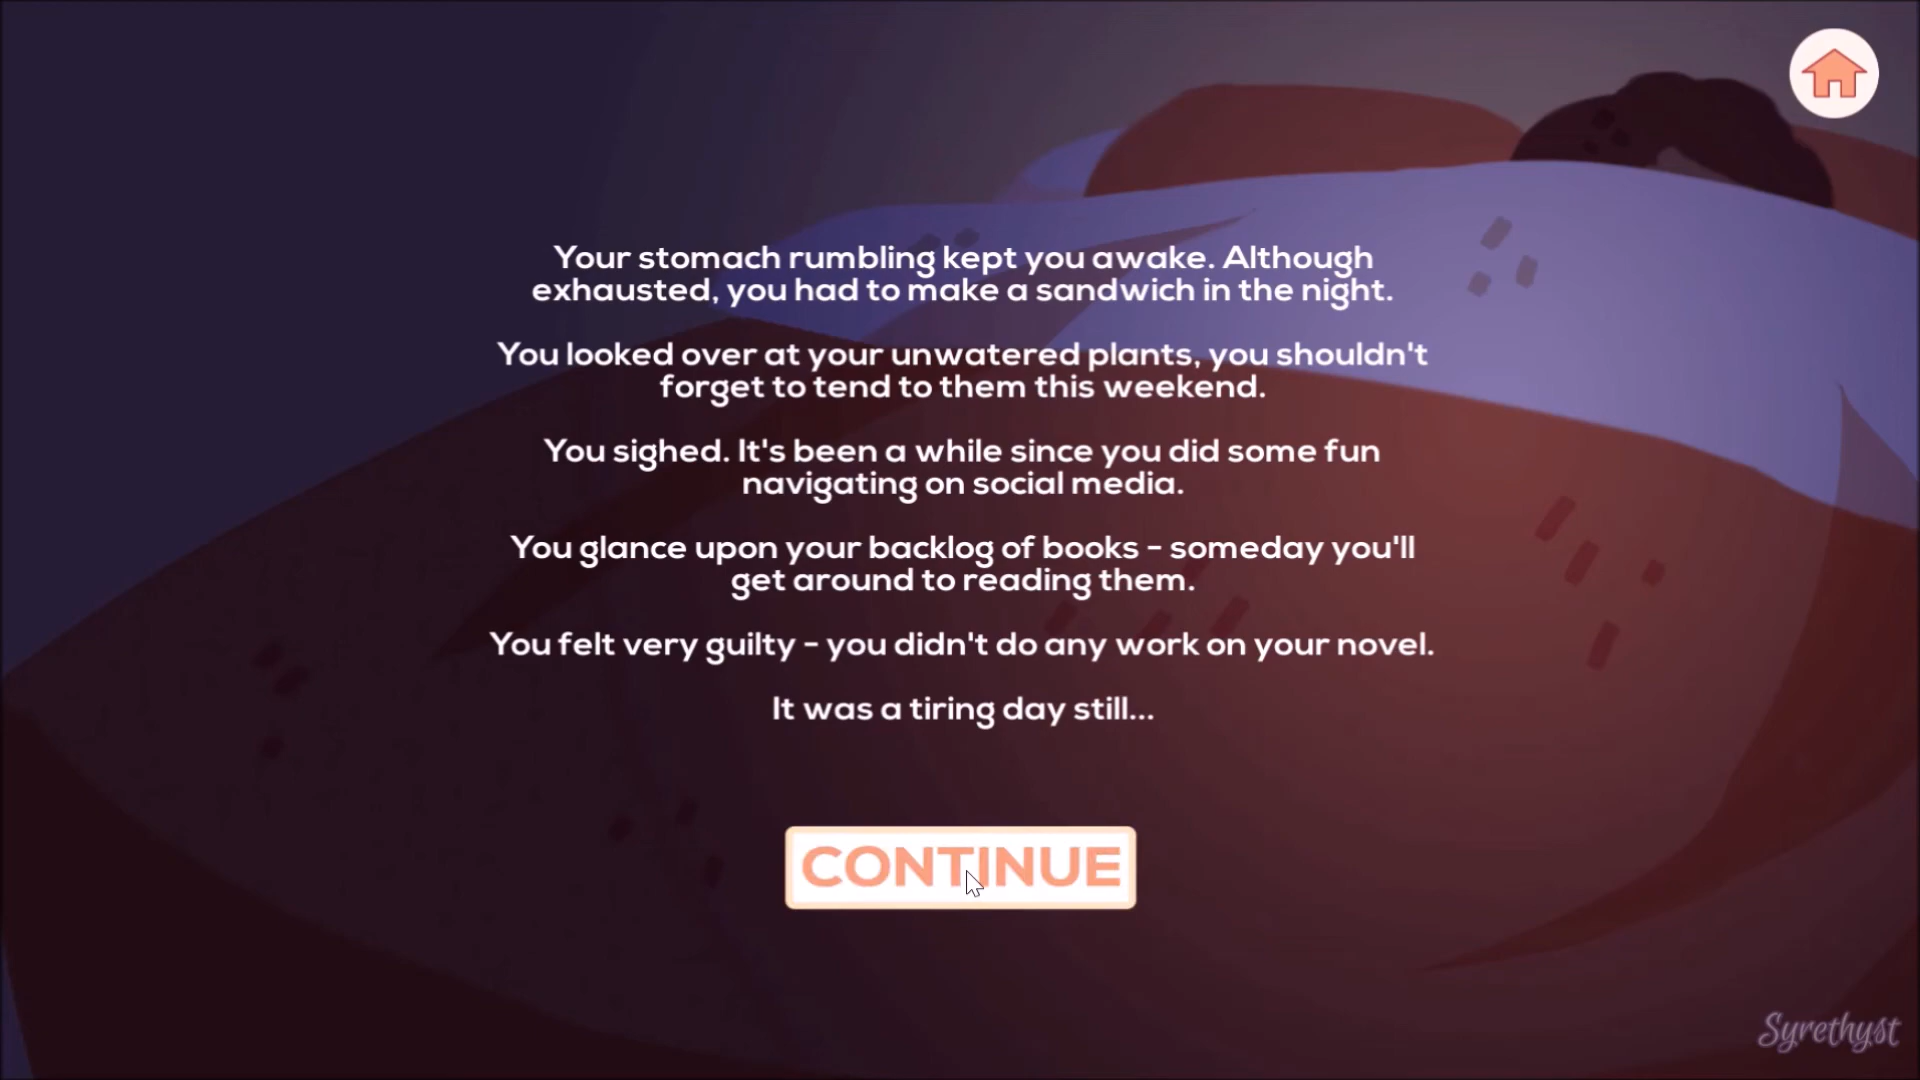 Your stomach rumbling kept you awake. Although
exhausted, you had to make a sandwich in the night.
You looked over at your unwatered plants, you shouldn't
forget to tend to them this weekend.
You sighed. It's been a while since you did some fun
navigating on social media.
You glance upon your backlog of books - someday you'll
get around to reading them.
You felt very guilty - you didn't do any work on your novel.
It was a tiring day still...
CONTINUE
Syrethyst